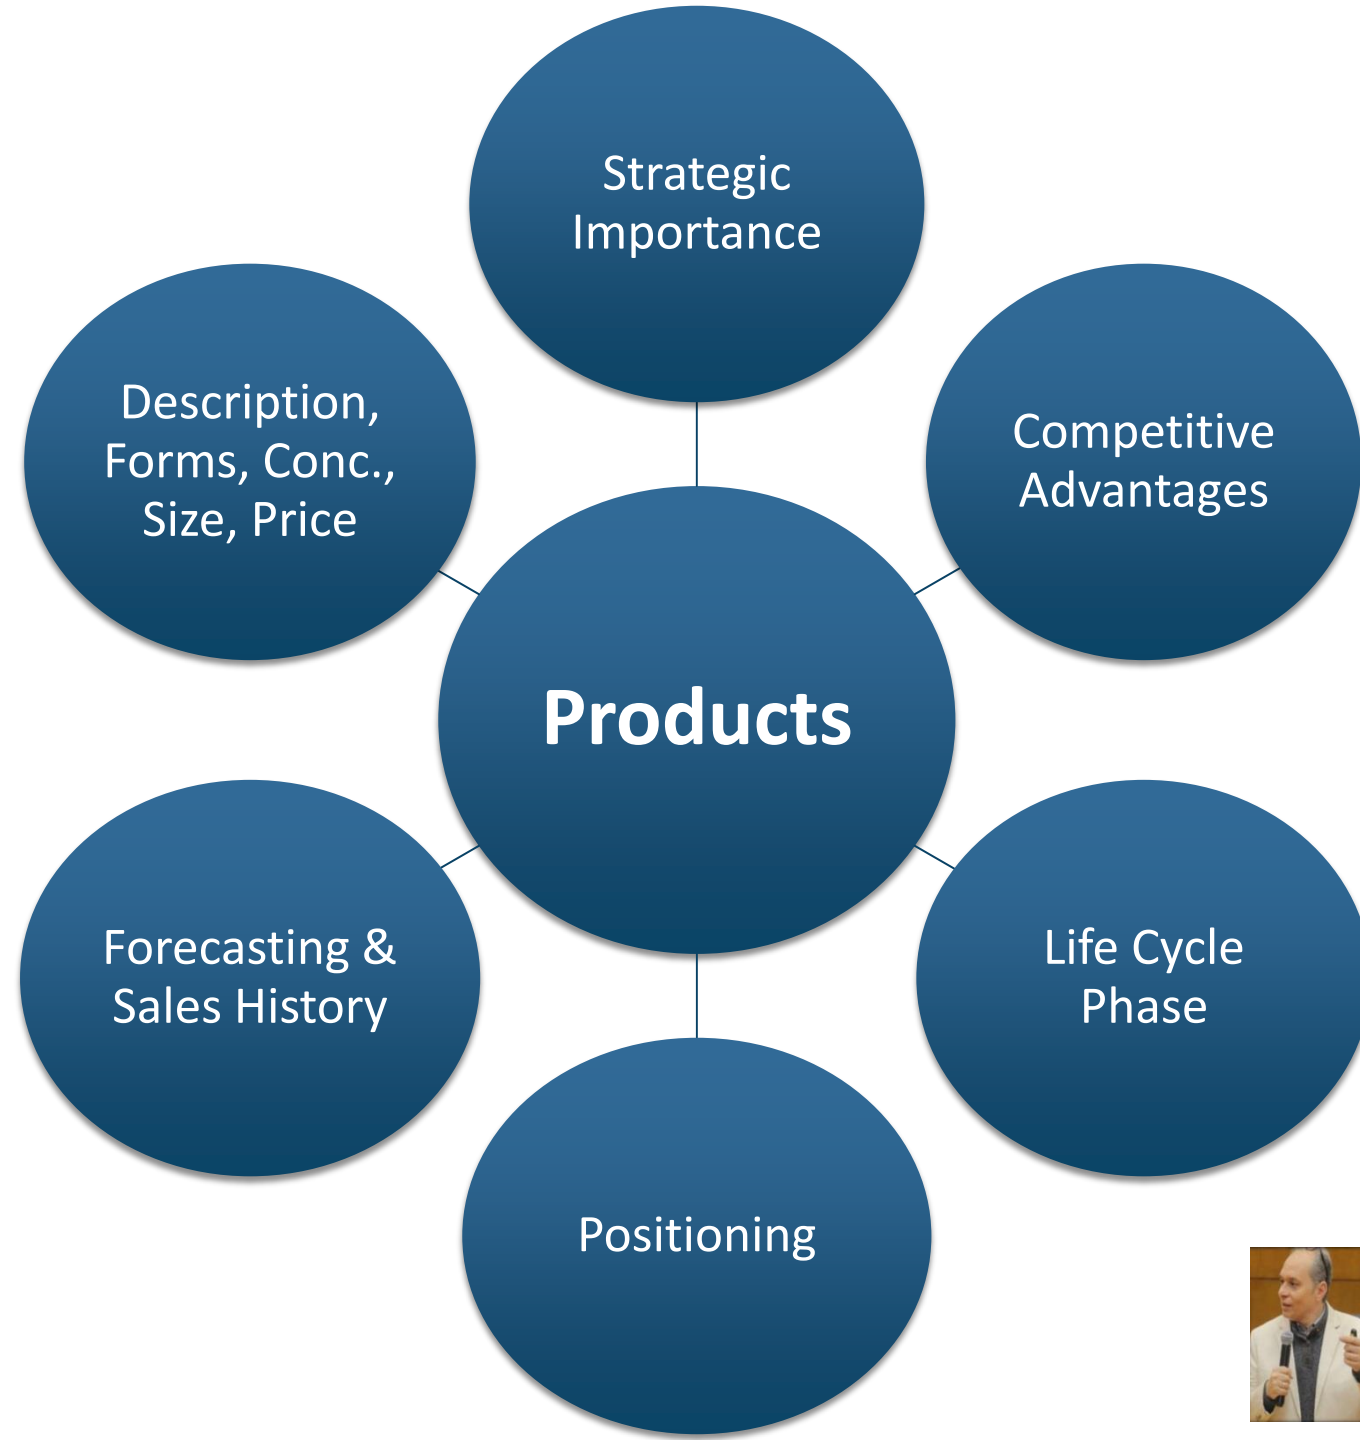 Strategic
Importance
Competitive
Advantages
Life Cycle
Phase
Positioning
Forecasting &
Sales History
Description,
Forms, Conc.,
Size, Price
Products